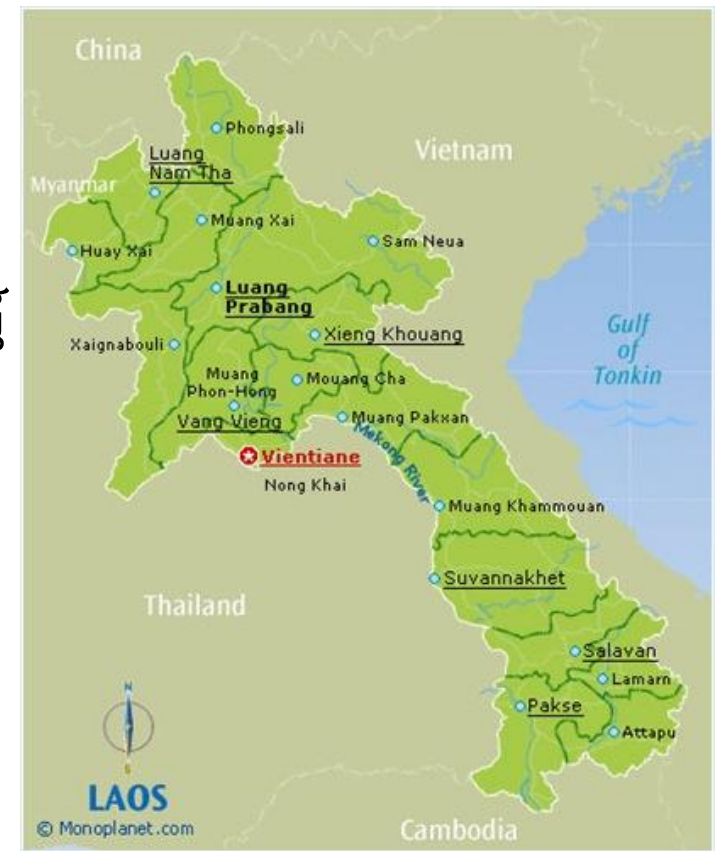 China
Phongsali
Luang
Nam Tha
Vietnam
Myanmar
Muang Xai
Sam Neua
Huay Xai
Luang
Prabang
Xieng Khouang
Xaignabouli
Gulf
of
Tonkin
Muang
Phon-Hong
Mouang Cha
Vang Vieng
Muang Pakxan
Mekong River
Vientiane
Nong Khai
Muang Khammouan
Suvannakhet
Thailand
Salavan
Lamarn
Pakse
Attapu
N
S
LAOS
© Monoplanet.com
Cambodia